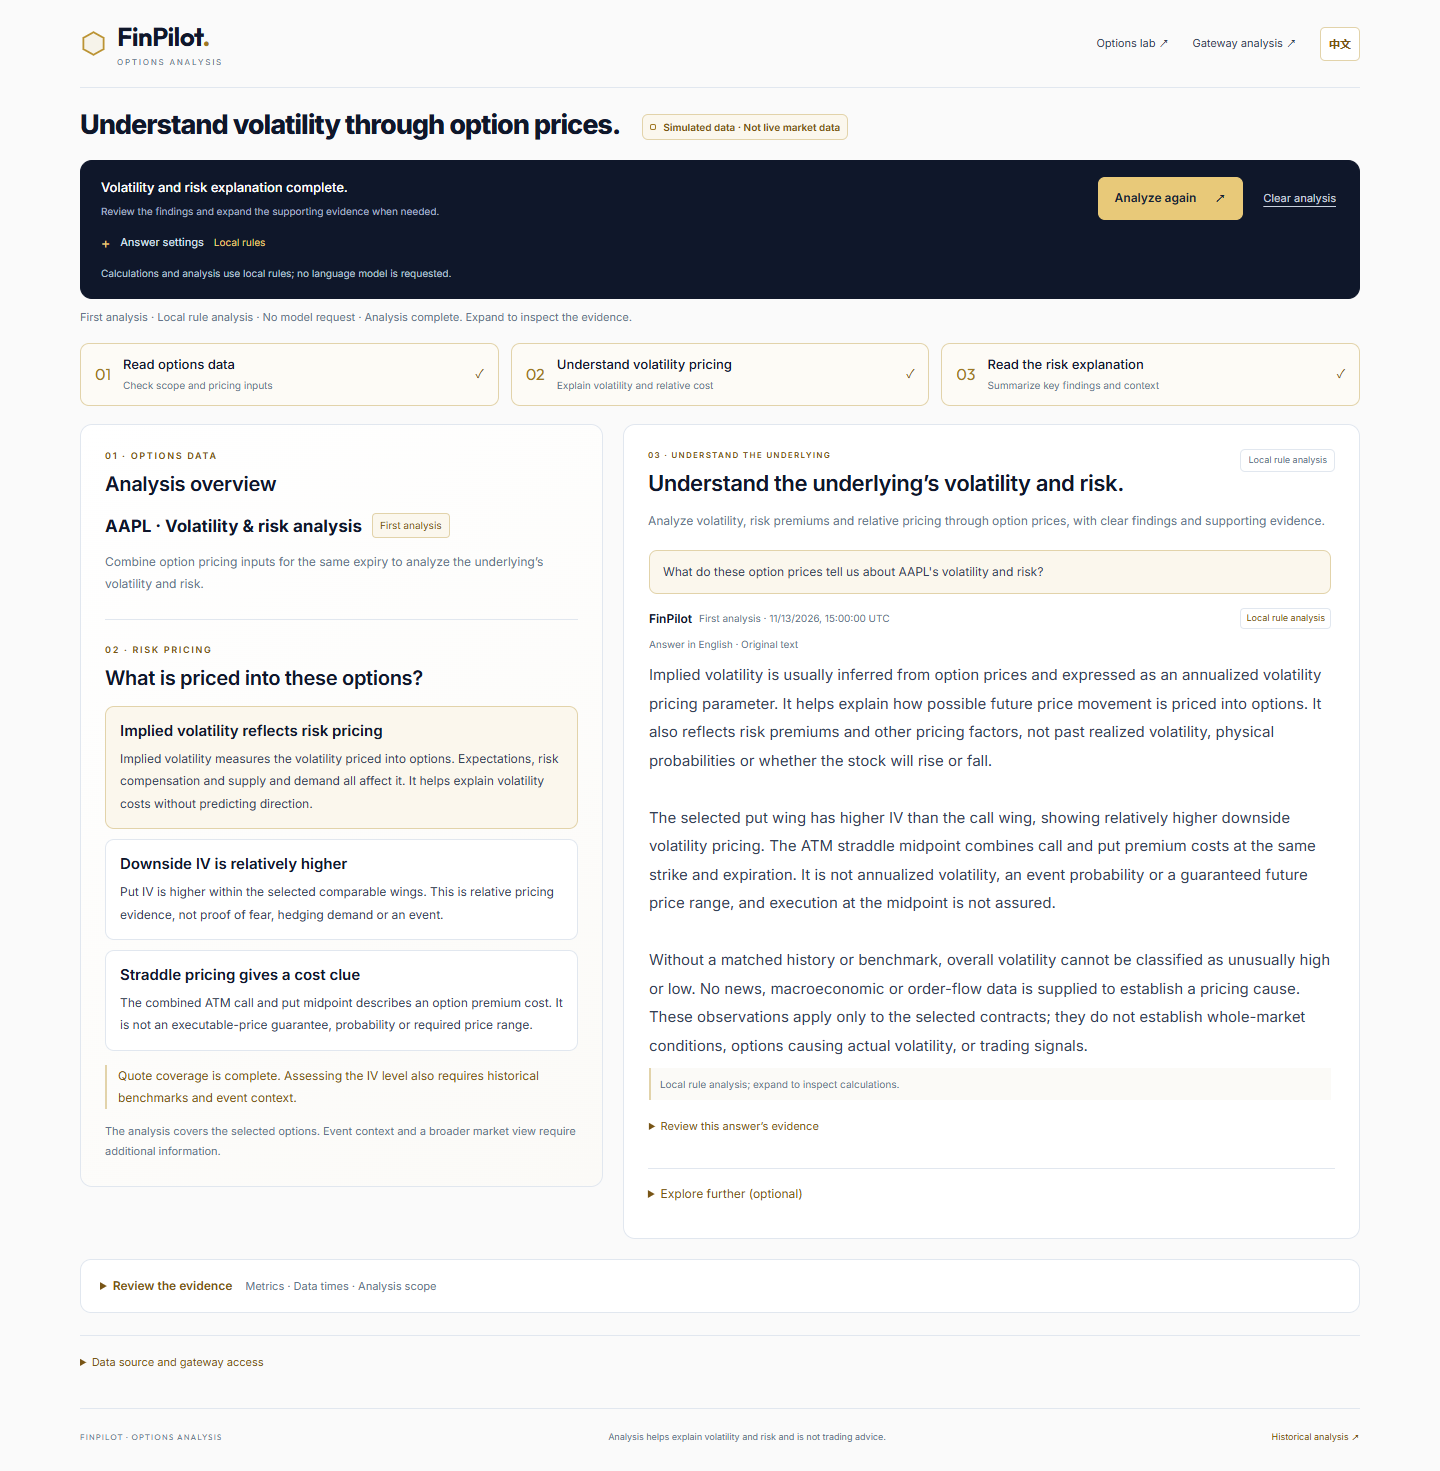 FinPilot.
OPTIONS ANALYSIS
Options lab ↗
Gateway analysis ↗
中文
Understand volatility through option prices.
Simulated data · Not live market data
Volatility and risk explanation complete.
Review the findings and expand the supporting evidence when needed.
+ Answer settings Local rules
Calculations and analysis use local rules; no language model is requested.
Analyze again ↗
Clear analysis
First analysis · Local rule analysis · No model request · Analysis complete. Expand to inspect the evidence.
01 Read options data ✓
Check scope and pricing inputs
02 Understand volatility pricing ✓
Explain volatility and relative cost
03 Read the risk explanation ✓
Summarize key findings and context
01 · OPTIONS DATA
Analysis overview
AAPL · Volatility & risk analysis First analysis
Combine option pricing inputs for the same expiry to analyze the underlying’s
volatility and risk.
02 · RISK PRICING
What is priced into these options?
Implied volatility reflects risk pricing
Implied volatility measures the volatility priced into options. Expectations, risk
compensation and supply and demand all affect it. It helps explain volatility
costs without predicting direction.
Downside IV is relatively higher
Put IV is higher within the selected comparable wings. This is relative pricing
evidence, not proof of fear, hedging demand or an event.
Straddle pricing gives a cost clue
The combined ATM call and put midpoint describes an option premium cost. It
is not an executable-price guarantee, probability or required price range.
Quote coverage is complete. Assessing the IV level also requires historical
benchmarks and event context.
The analysis covers the selected options. Event context and a broader market view require
additional information.
03 · UNDERSTAND THE UNDERLYING
Local rule analysis
Understand the underlying’s volatility and risk.
Analyze volatility, risk premiums and relative pricing through option prices, with clear findings and supporting evidence.
What do these option prices tell us about AAPL's volatility and risk?
FinPilot First analysis · 11/13/2026, 15:00:00 UTC
Local rule analysis
Answer in English · Original text
Implied volatility is usually inferred from option prices and expressed as an annualized volatility
pricing parameter. It helps explain how possible future price movement is priced into options. It
also reflects risk premiums and other pricing factors, not past realized volatility, physical
probabilities or whether the stock will rise or fall.
The selected put wing has higher IV than the call wing, showing relatively higher downside
volatility pricing. The ATM straddle midpoint combines call and put premium costs at the same
strike and expiration. It is not annualized volatility, an event probability or a guaranteed future
price range, and execution at the midpoint is not assured.
Without a matched history or benchmark, overall volatility cannot be classified as unusually high
or low. No news, macroeconomic or order-flow data is supplied to establish a pricing cause.
These observations apply only to the selected contracts; they do not establish whole-market
conditions, options causing actual volatility, or trading signals.
Local rule analysis; expand to inspect calculations.
▶ Review this answer’s evidence
▶ Explore further (optional)
▶ Review the evidence Metrics · Data times · Analysis scope
▶ Data source and gateway access
FINPILOT · OPTIONS ANALYSIS
Analysis helps explain volatility and risk and is not trading advice.
Historical analysis ↗